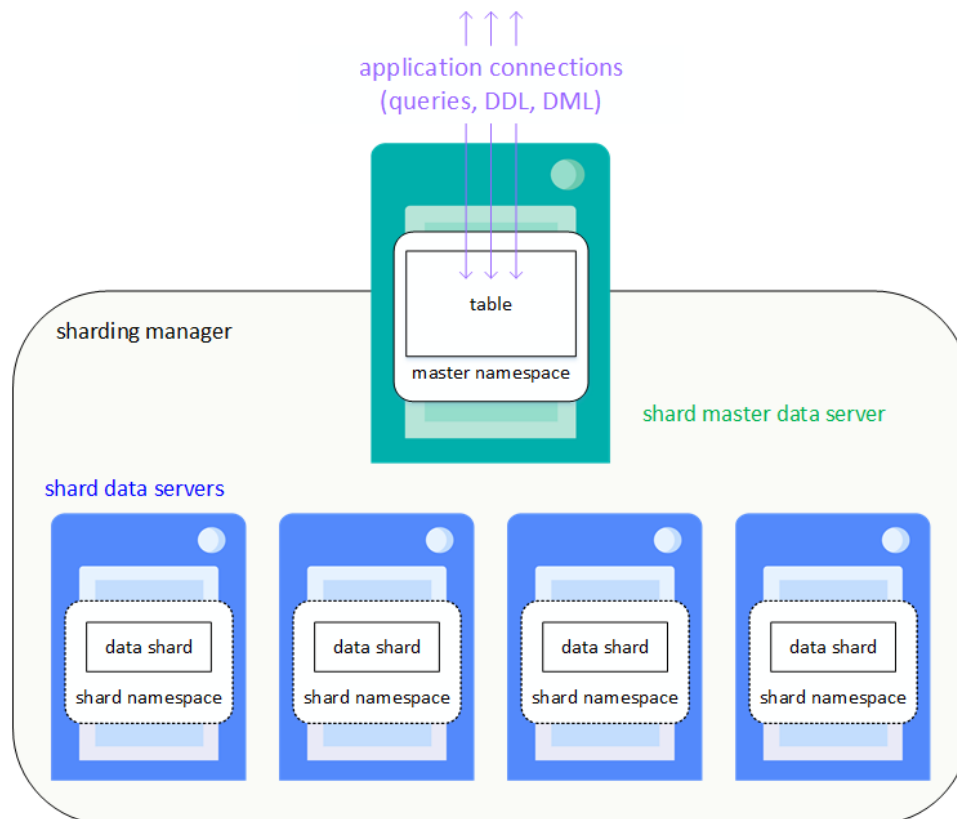 application connections
(queries, DDL, DML)
table
sharding manager
master namespace
shard master data server
shard data servers
data shard
shard namespace
data shard
shard namespace
data shard
shard namespace
data shard
shard namespace